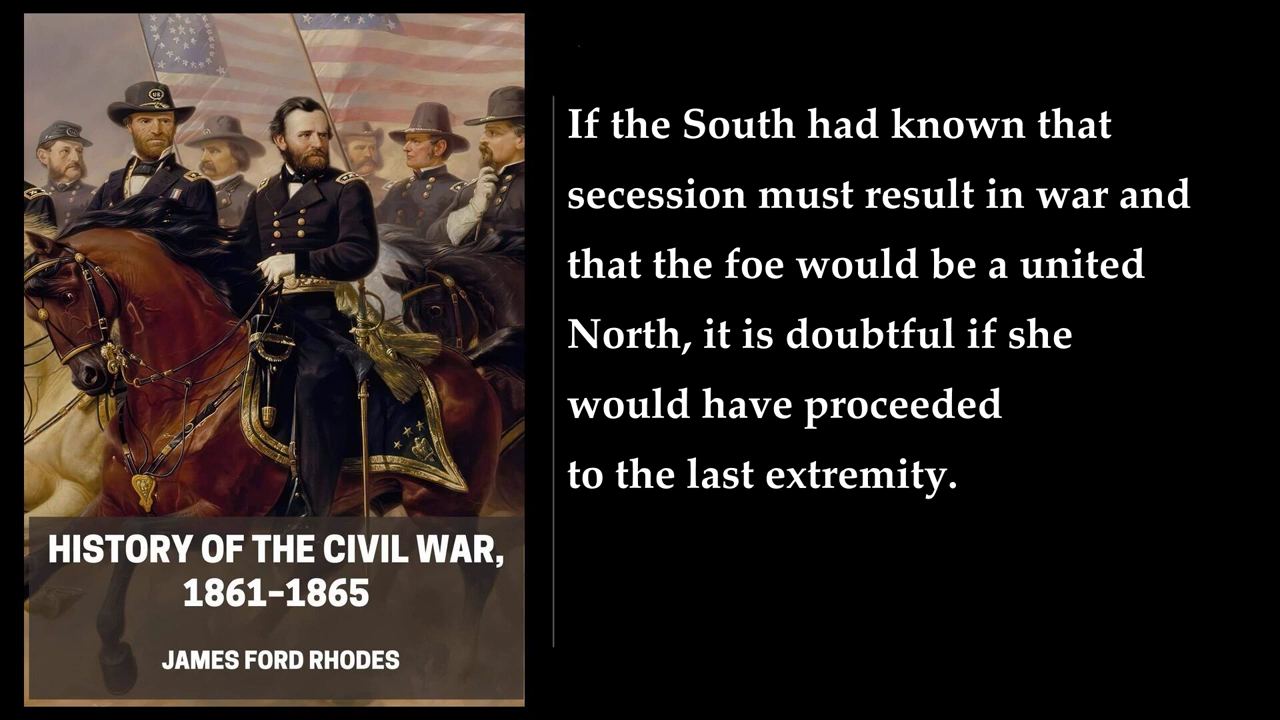 HISTORY OF THE CIVIL WAR,
1861–1865
JAMES FORD RHODES
If the South had known that
secession must result in war and
that the foe would be a united
North, it is doubtful if she
would have proceeded
to the last extremity.